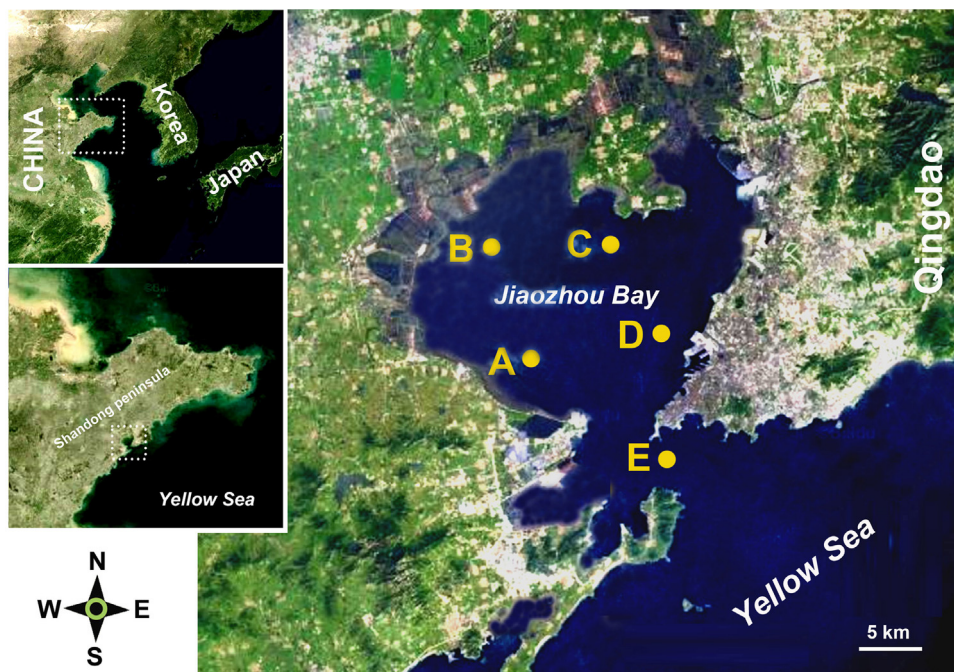 CHINA
Korea
Japan
Shandong peninsula
Yellow Sea
N
W E
S
B
C
Jiaozhou Bay
D
A
E
Qingdao
Yellow Sea
5 km